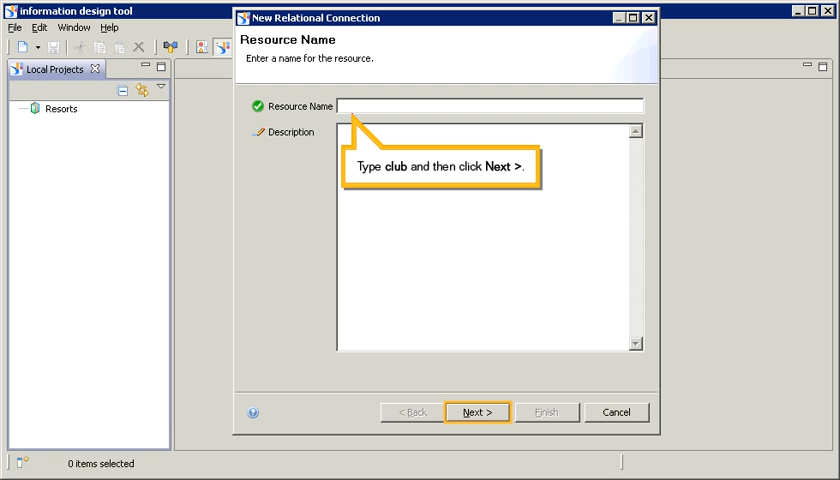 information design tool
File Edit Window Help
Local Projects
Resorts
New Relational Connection
Resource Name
Enter a name for the resource.
Resource Name
Description
Type club and then click Next >.
< Back Next > Finish Cancel
0 items selected